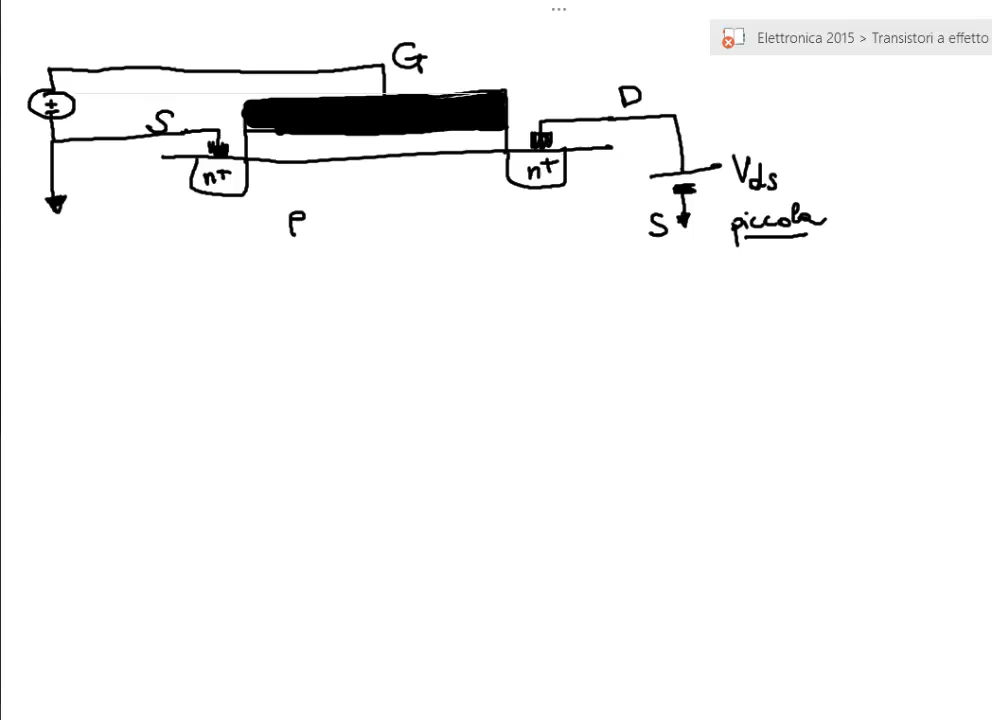 Elettronica 2015 > Transistori a effetto
G
D
S
n+
n+
Vds
piccola
S
P